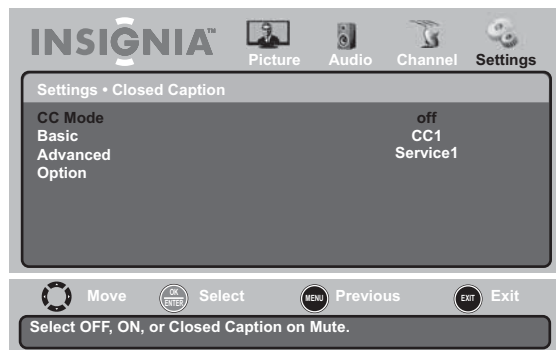 INSIGNIA™
Picture Audio Channel Settings
Settings • Closed Caption
CC Mode off
Basic CC1
Advanced Service1
Option
Move OK ENTER Select MENU Previous EXIT Exit
Select OFF, ON, or Closed Caption on Mute.